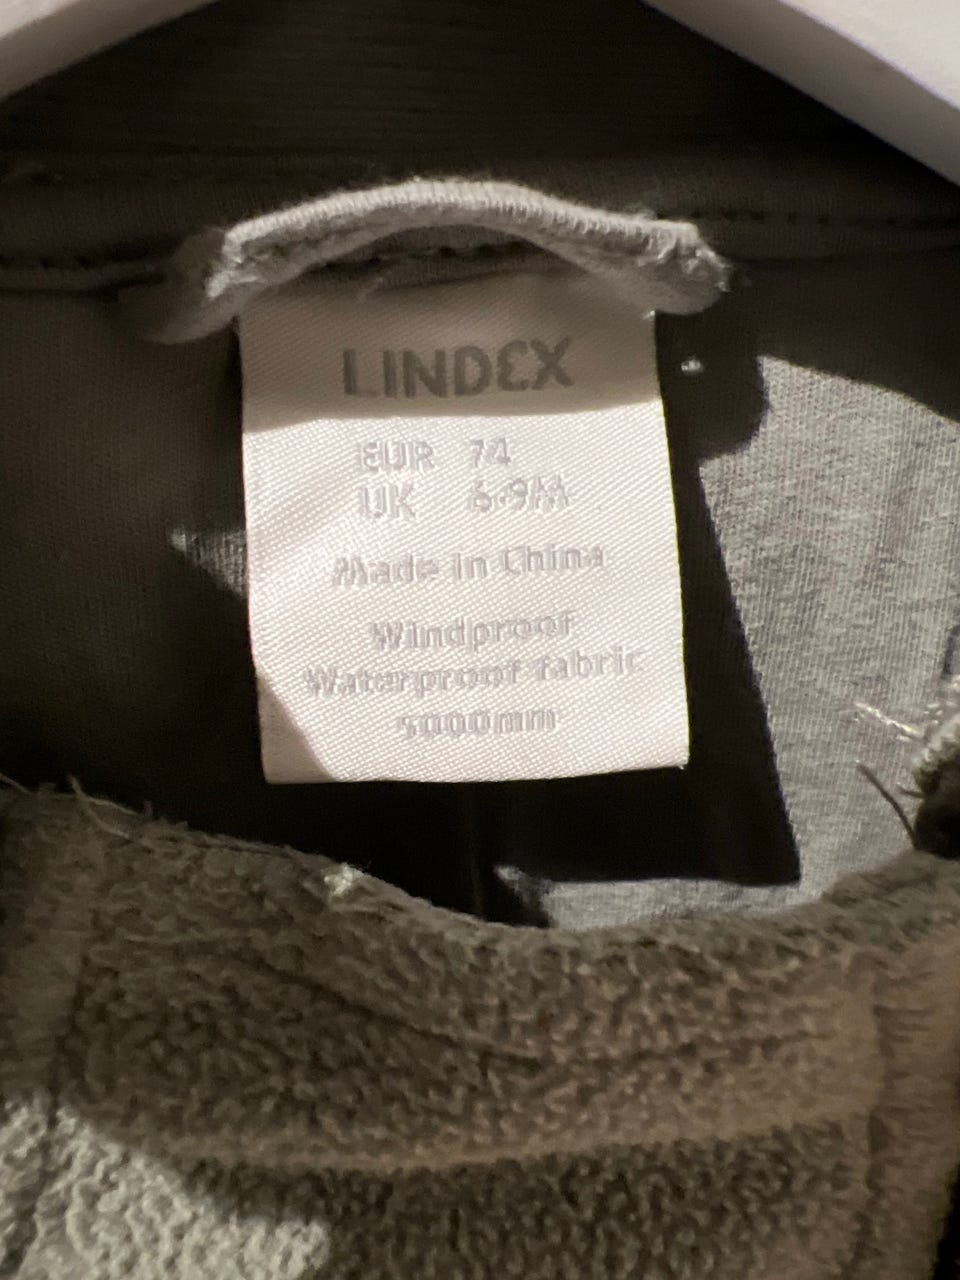 LINDEX
EUR 74
UK 6-9M
Made in China
Windproof
Waterproof fabric
5000mm